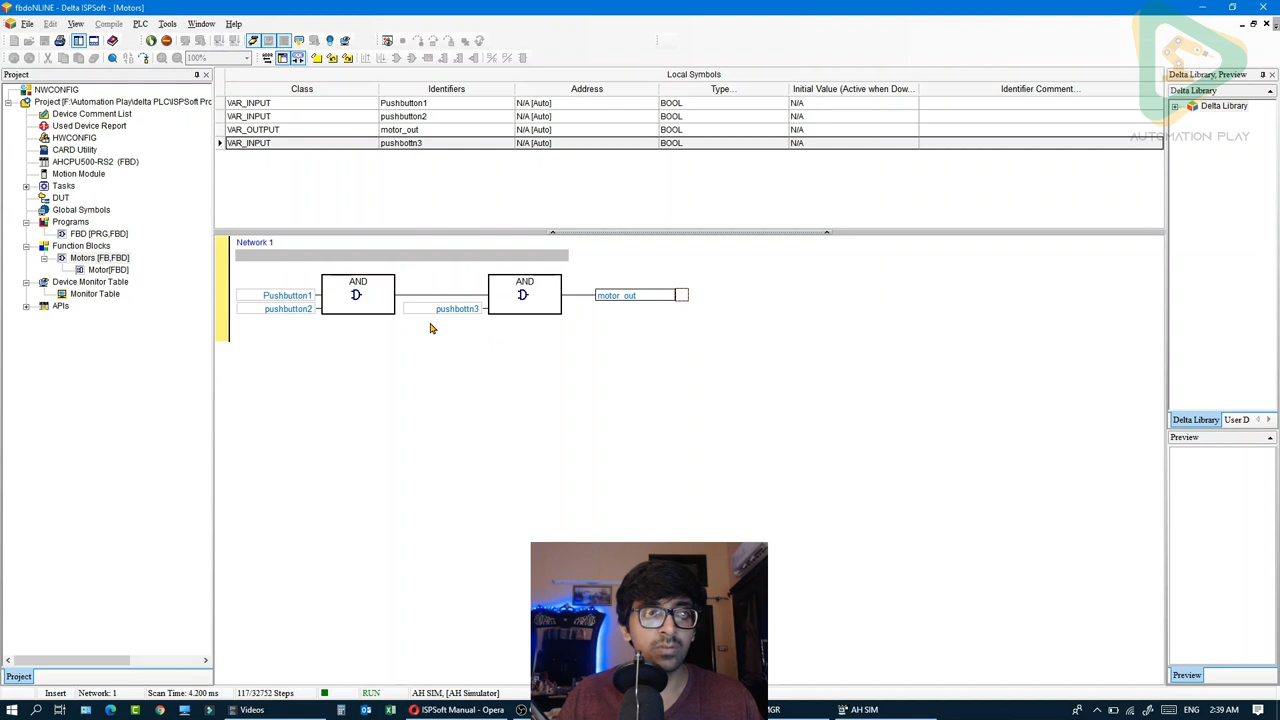 fbdoNLINE - Delta ISPSoft - [Motors]
File Edit View Compile PLC Tools Window Help
100%
Project
NWCONFIG
Project [F:\Automation Play\delta PLC\ISPSoft Pro
Device Comment List
Used Device Report
HWCONFIG
CARD Utility
AHCPU500-RS2 (FBD)
Motion Module
Tasks
DUT
Global Symbols
Programs
FBD [PRG,FBD]
Function Blocks
Motors [FB,FBD]
Motor[FBD]
Device Monitor Table
Monitor Table
APIs
Project
Local Symbols
Class Identifiers Address Type... Initial Value (Active when Dow... Identifier Comment...
VAR_INPUT Pushbutton1 N/A [Auto] BOOL N/A
VAR_INPUT pushbutton2 N/A [Auto] BOOL N/A
VAR_OUTPUT motor_out N/A [Auto] BOOL N/A
VAR_INPUT pushbottn3 N/A [Auto] BOOL N/A
Network 1
AND AND
Pushbutton1 motor_out
pushbutton2 pushbottn3
Delta Library, Preview
Delta Library
Delta Library
AUTOMATION PLAY
Delta Library User D
Preview
Preview
Insert Network: 1 Scan Time: 4.200 ms 117/32752 Steps RUN AH SIM, [AH Simulator]
Videos ISPSoft Manual - Opera MGR AH SIM ENG 2:39 AM